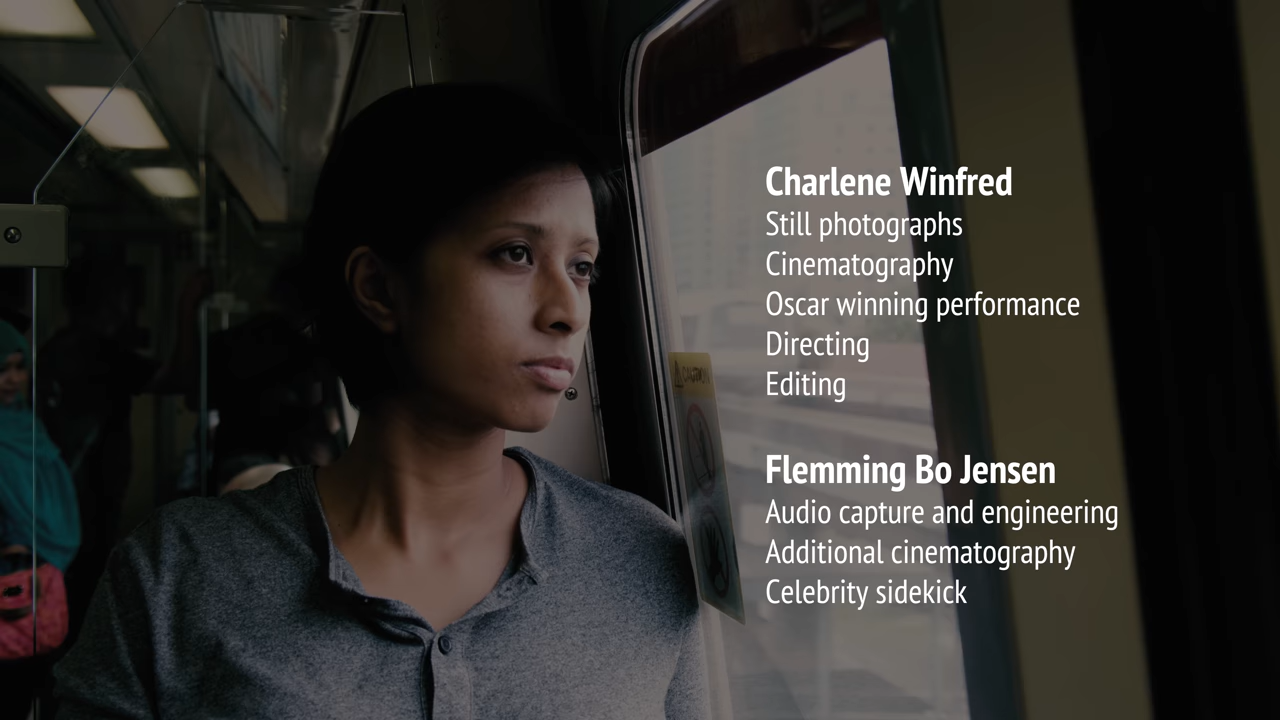 Charlene Winfred
Still photographs
Cinematography
Oscar winning performance
Directing
Editing
Flemming Bo Jensen
Audio capture and engineering
Additional cinematography
Celebrity sidekick
CAUTION